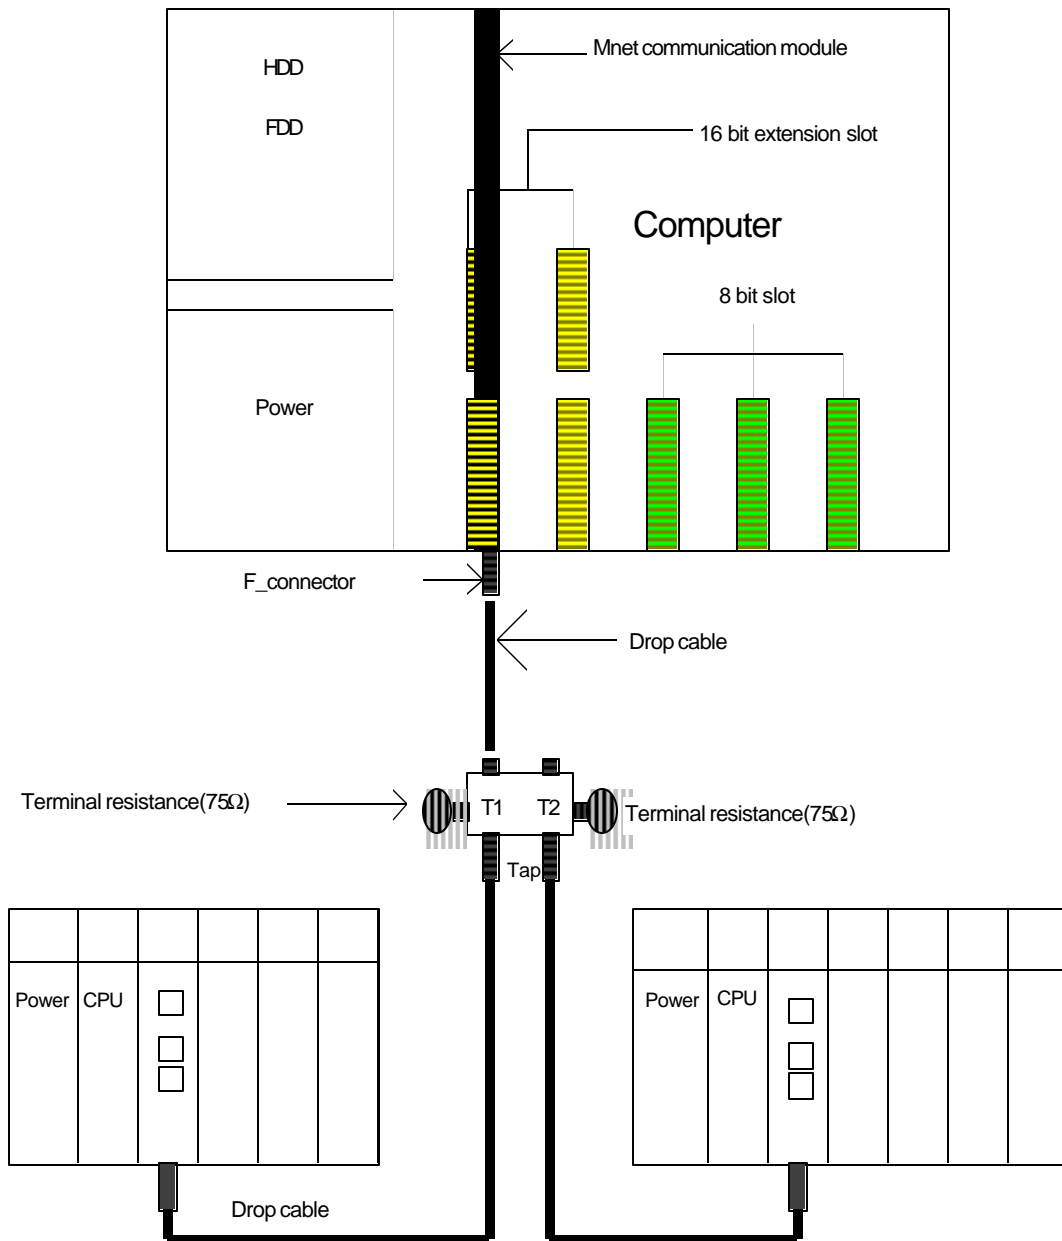 Mnet communication module
HDD
FDD
16 bit extension slot
Computer
8 bit slot
Power
F_connector
Drop cable
Terminal resistance(75Ω)
T1 T2
Terminal resistance(75Ω)
Tap
Power CPU
Power CPU
Drop cable